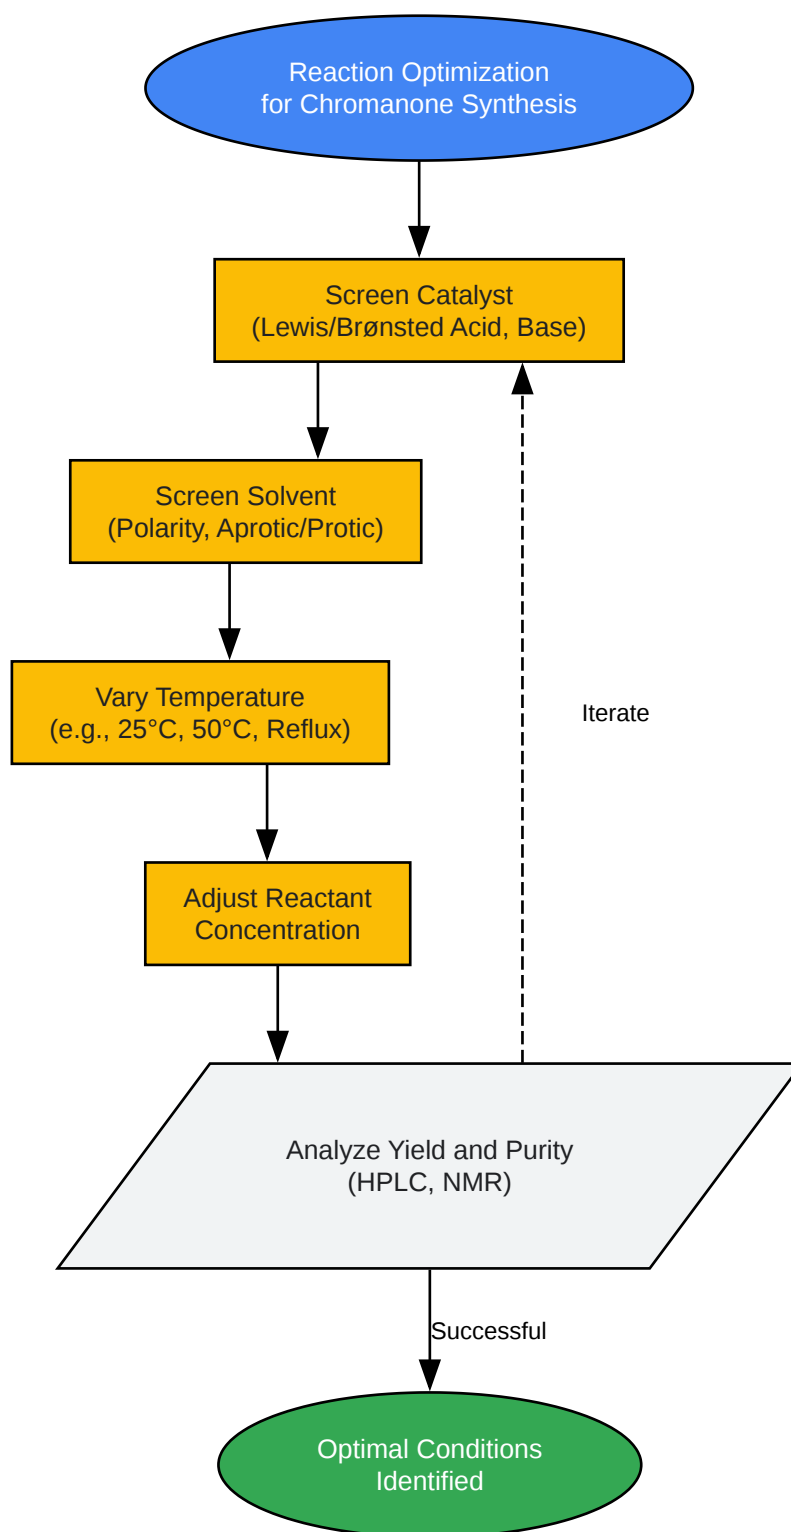 Reaction Optimization
for Chromanone Synthesis
Screen Catalyst
(Lewis/Brønsted Acid, Base)
Screen Solvent
(Polarity, Aprotic/Protic)
Vary Temperature
(e.g., 25°C, 50°C, Reflux)
Iterate
Adjust Reactant
Concentration
Analyze Yield and Purity
(HPLC, NMR)
Successful
Optimal Conditions
Identified